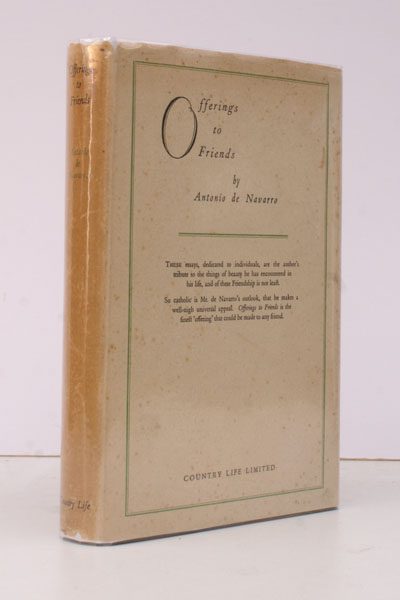 Offerings
to
Friends
de
Life
Offerings
to
Friends
by
Antonio de Navarro
THESE essays, dedicated to individuals, are the author's
tribute to the things of beauty he has encountered in
his life, and of these Friendship is not least.
So catholic is Mr. de Navarro's outlook, that he makes a
well-nigh universal appeal. Offerings to Friends is the
finest 'offering' that could be made to any friend.
COUNTRY LIFE LIMITED